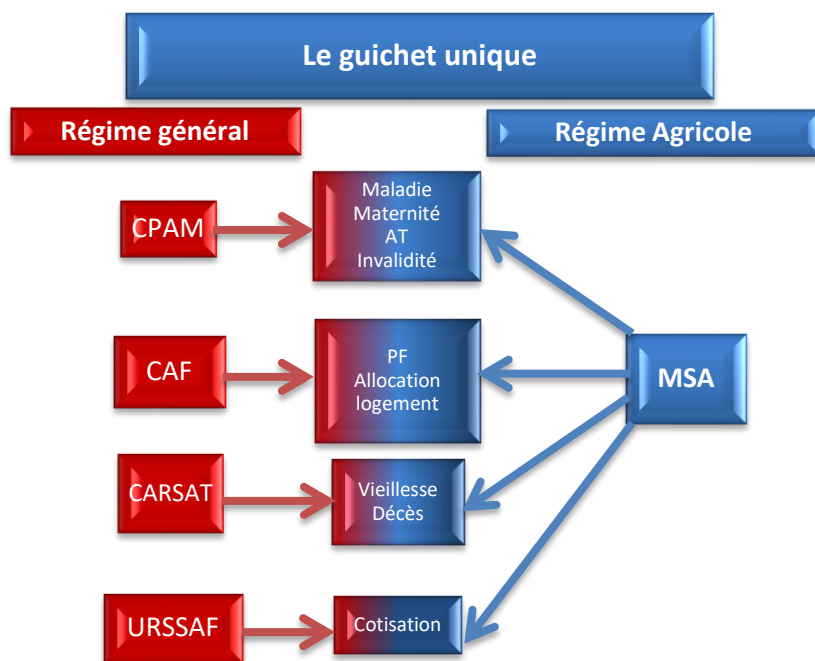 Le guichet unique
Régime général
Régime Agricole
CPAM
Maladie
Maternité
AT
Invalidité
CAF
PF
Allocation
logement
MSA
CARSAT
Vieillesse
Décès
URSSAF
Cotisation